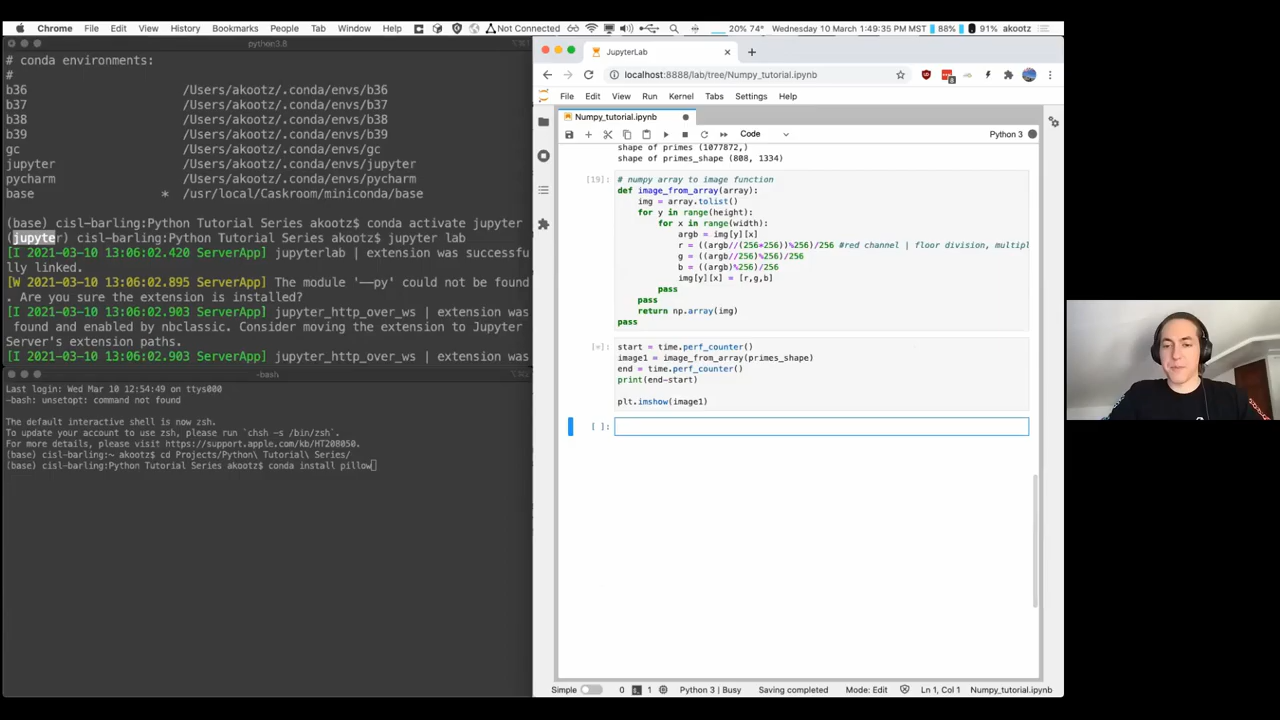 Chrome File Edit View History Bookmarks People Tab Window Help Not Connected 20% 74° Wednesday 10 March 1:49:35 PM MST 88% 91% akootz
python3.8
# conda environments:
#
b36 /Users/akootz/.conda/envs/b36
b37 /Users/akootz/.conda/envs/b37
b38 /Users/akootz/.conda/envs/b38
b39 /Users/akootz/.conda/envs/b39
gc /Users/akootz/.conda/envs/gc
jupyter /Users/akootz/.conda/envs/jupyter
pycharm /Users/akootz/.conda/envs/pycharm
base * /usr/local/Caskroom/miniconda/base
(base) cisl-barling:Python Tutorial Series akootz$ conda activate jupyter
(jupyter) cisl-barling:Python Tutorial Series akootz$ jupyter lab
[I 2021-03-10 13:06:02.420 ServerApp] jupyterlab | extension was successfu
lly linked.
[W 2021-03-10 13:06:02.895 ServerApp] The module '--py' could not be found
. Are you sure the extension is installed?
[I 2021-03-10 13:06:02.903 ServerApp] jupyter_http_over_ws | extension was
found and enabled by nbclassic. Consider moving the extension to Jupyter
Server's extension paths.
[I 2021-03-10 13:06:02.903 ServerApp] jupyter_http_over_ws | extension was
-bash
Last login: Wed Mar 10 12:54:49 on ttys000
-bash: unsetopt: command not found
The default interactive shell is now zsh.
To update your account to use zsh, please run `chsh -s /bin/zsh`.
For more details, please visit https://support.apple.com/kb/HT208050.
(base) cisl-barling:~ akootz$ cd Projects/Python\ Tutorial\ Series/
(base) cisl-barling:Python Tutorial Series akootz$ conda install pillow
JupyterLab
localhost:8888/lab/tree/Numpy_tutorial.ipynb
File Edit View Run Kernel Tabs Settings Help
Numpy_tutorial.ipynb
Code Python 3
shape of primes (1077872,)
shape of primes_shape (808, 1334)
[19]: # numpy array to image function
def image_from_array(array):
img = array.tolist()
for y in range(height):
for x in range(width):
argb = img[y][x]
r = ((argb//(256*256))%256)/256 #red channel | floor division, multipl
g = ((argb//256)%256)/256
b = ((argb)%256)/256
img[y][x] = [r,g,b]
pass
pass
return np.array(img)
pass
[*]: start = time.perf_counter()
image1 = image_from_array(primes_shape)
end = time.perf_counter()
print(end-start)
plt.imshow(image1)
[ ]:
Simple 0 1 Python 3 | Busy Saving completed Mode: Edit Ln 1, Col 1 Numpy_tutorial.ipynb